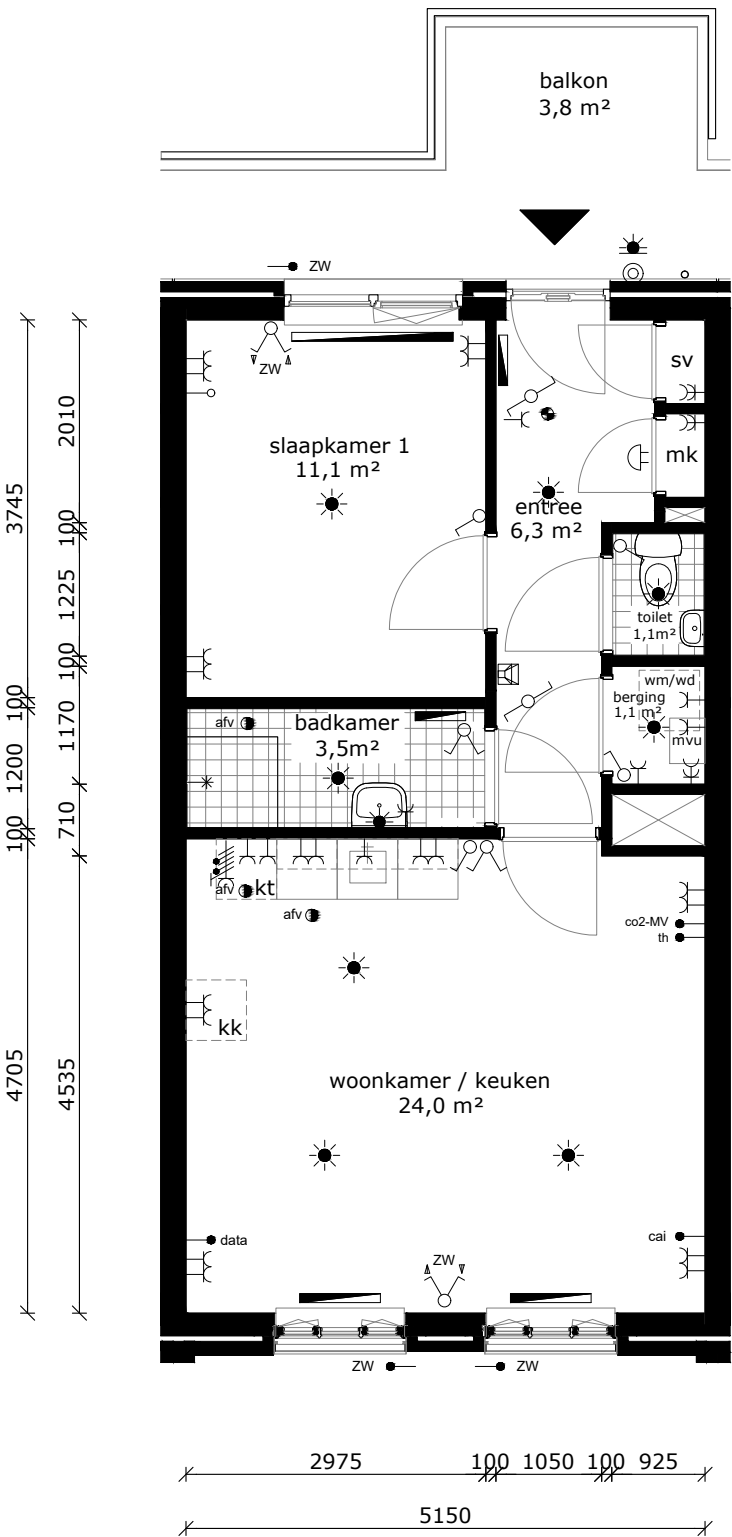 balkon
3,8 m²
ZW
ZW
sv
mk
slaapkamer 1
11,1 m²
entree
6,3 m²
toilet
1,1m²
wm/wd
berging
1,1 m²
mvu
afv
badkamer
3,5m²
afv
kt
afv
co2-MV
th
kk
woonkamer / keuken
24,0 m²
data
cai
ZW
ZW
ZW
3745
100
1200
100
4705
2010
100
1225
100
1170
710
4535
2975
100
1050
100
925
5150